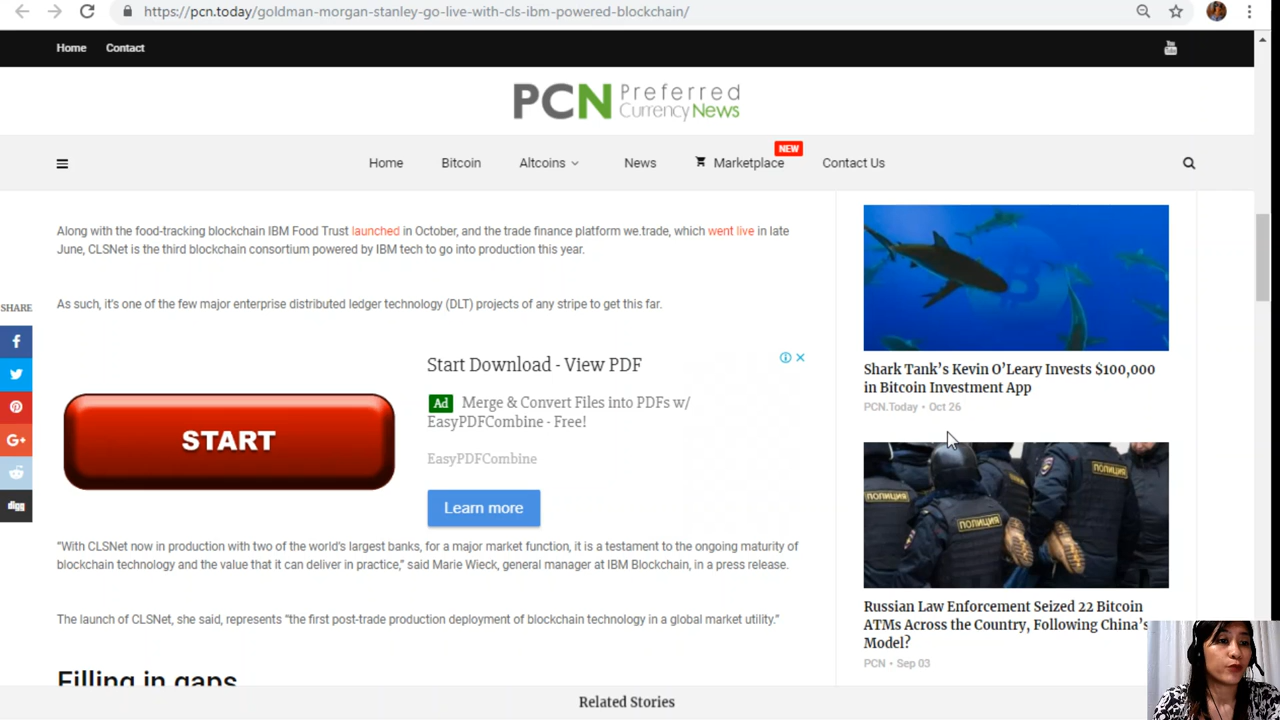 https://pcn.today/goldman-morgan-stanley-go-live-with-cls-ibm-powered-blockchain/
Home
Contact
You Tube
PCN Preferred Currency News
Home
Bitcoin
Altcoins
News
Marketplace
NEW
Contact Us
Along with the food-tracking blockchain IBM Food Trust launched in October, and the trade finance platform we.trade, which went live in late
June, CLSNet is the third blockchain consortium powered by IBM tech to go into production this year.
As such, it's one of the few major enterprise distributed ledger technology (DLT) projects of any stripe to get this far.
SHARE
f
G+
digg
START
Start Download - View PDF
Ad Merge & Convert Files into PDFs w/
EasyPDFCombine - Free!
EasyPDFCombine
Learn more
"With CLSNet now in production with two of the world's largest banks, for a major market function, it is a testament to the ongoing maturity of
blockchain technology and the value that it can deliver in practice," said Marie Wieck, general manager at IBM Blockchain, in a press release.
The launch of CLSNet, she said, represents "the first post-trade production deployment of blockchain technology in a global market utility."
Filling in gaps
Shark Tank's Kevin O'Leary Invests $100,000
in Bitcoin Investment App
PCN.Today • Oct 26
ПОЛИЦИЯ
ПОЛИЦИЯ
ПОЛИЦИЯ
Russian Law Enforcement Seized 22 Bitcoin
ATMs Across the Country, Following China's
Model?
PCN • Sep 03
Related Stories